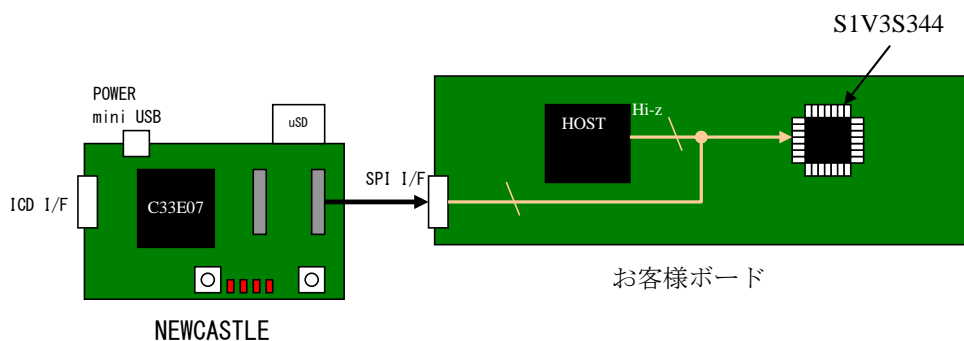 S1V3S344
POWER
mini USB
uSD
Hi-z
HOST
SPI I/F
ICD I/F
C33E07
お客様ボード
NEWCASTLE